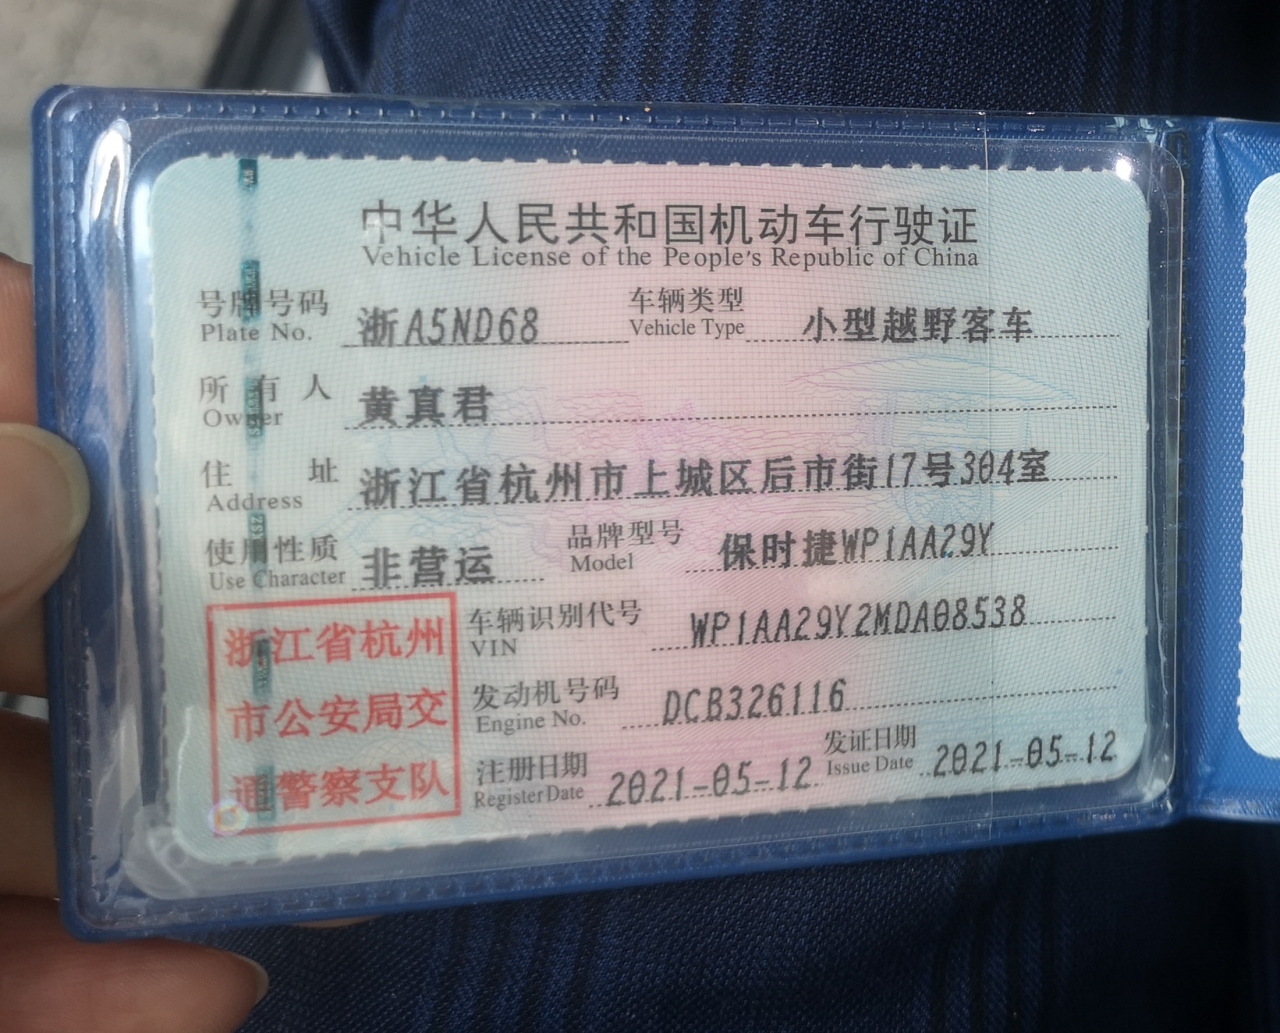 中华人民共和国机动车行驶证
Vehicle License of the People's Republic of China
号牌号码 浙A5ND68 车辆类型 小型越野客车
Plate No. Vehicle Type
所有人 黄真君
Owner
住址 浙江省杭州市上城区后市街17号304室
Address
使用性质 非营运 品牌型号 保时捷WP1AA29Y
Use Character Model
浙江省杭州
市公安局交
通警察支队
车辆识别代号 WP1AA29Y2MDA08538
VIN
发动机号码 DCB326116
Engine No.
注册日期 2021-05-12 发证日期 2021-05-12
Register Date Issue Date